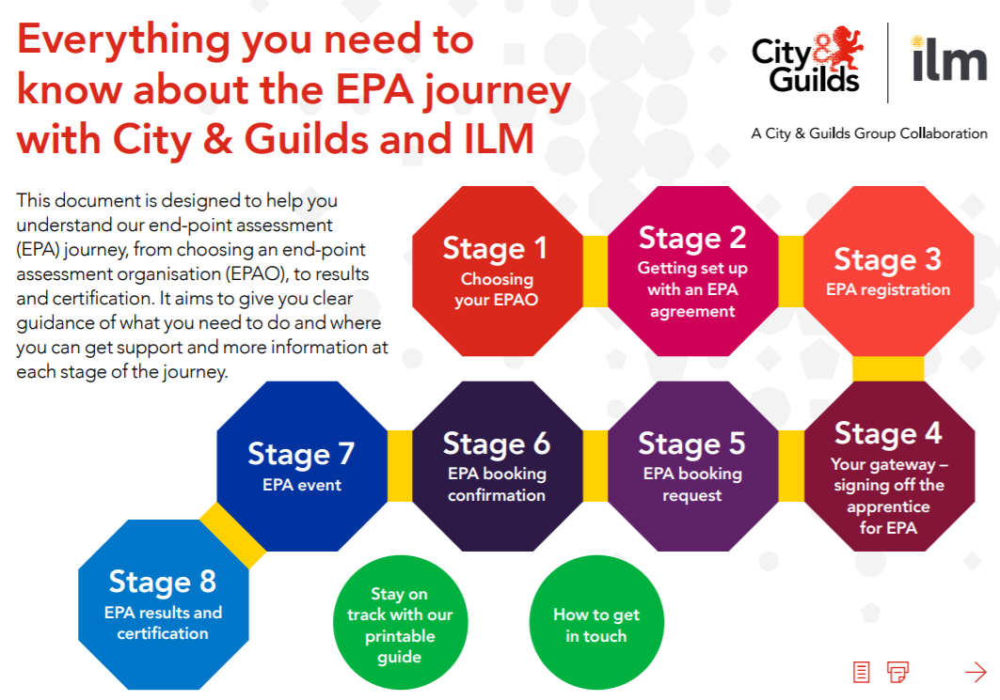 Everything you need to
know about the EPA journey
with City & Guilds and ILM
City&
Guilds
ilm
A City & Guilds Group Collaboration
This document is designed to help you
understand our end-point assessment
(EPA) journey, from choosing an end-point
assessment organisation (EPAO), to results
and certification. It aims to give you clear
guidance of what you need to do and where
you can get support and more information at
each stage of the journey.
Stage 1
Choosing
your EPAO
Stage 2
Getting set up
with an EPA
agreement
Stage 3
EPA registration
Stage 4
Your gateway –
signing off the
apprentice
for EPA
Stage 5
EPA booking
request
Stage 6
EPA booking
confirmation
Stage 7
EPA event
Stage 8
EPA results and
certification
Stay on
track with our
printable
guide
How to get
in touch